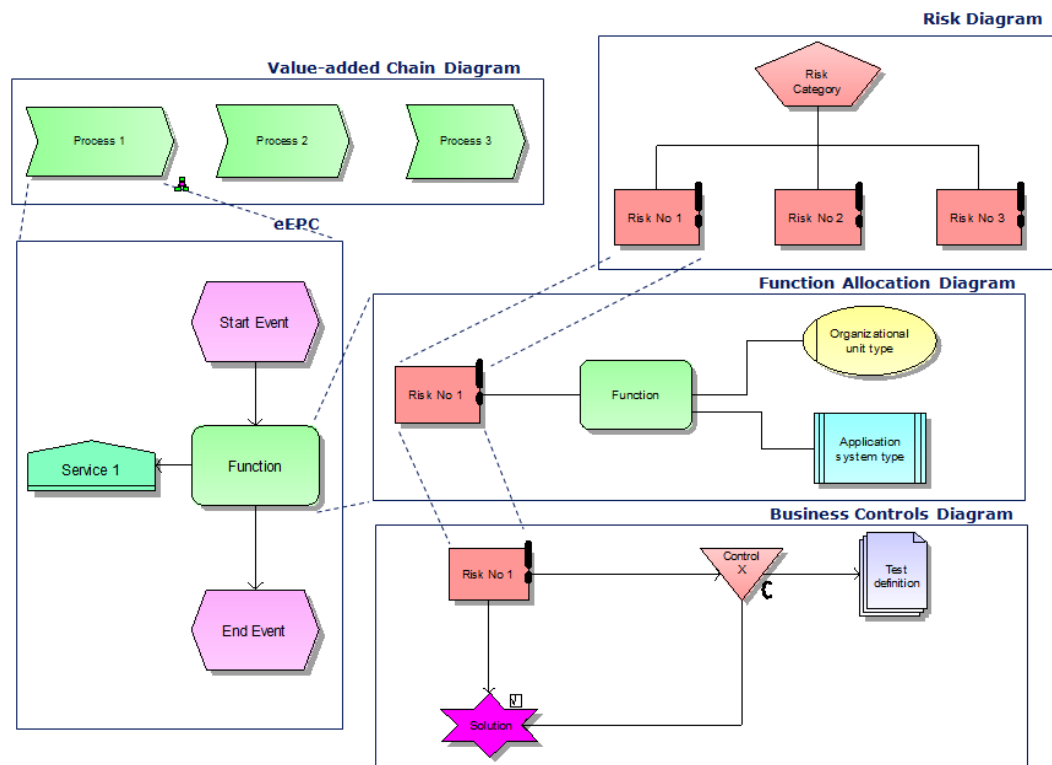 Risk Diagram
Risk
Category
Risk No 1
Risk No 2
Risk No 3
Value-added Chain Diagram
Process 1
Process 2
Process 3
eEPC
Start Event
Service 1
Function
End Event
Function Allocation Diagram
Risk No 1
Function
Organizational
unit type
Application
system type
Business Controls Diagram
Risk No 1
Control
X
C
Test
definition
Solution